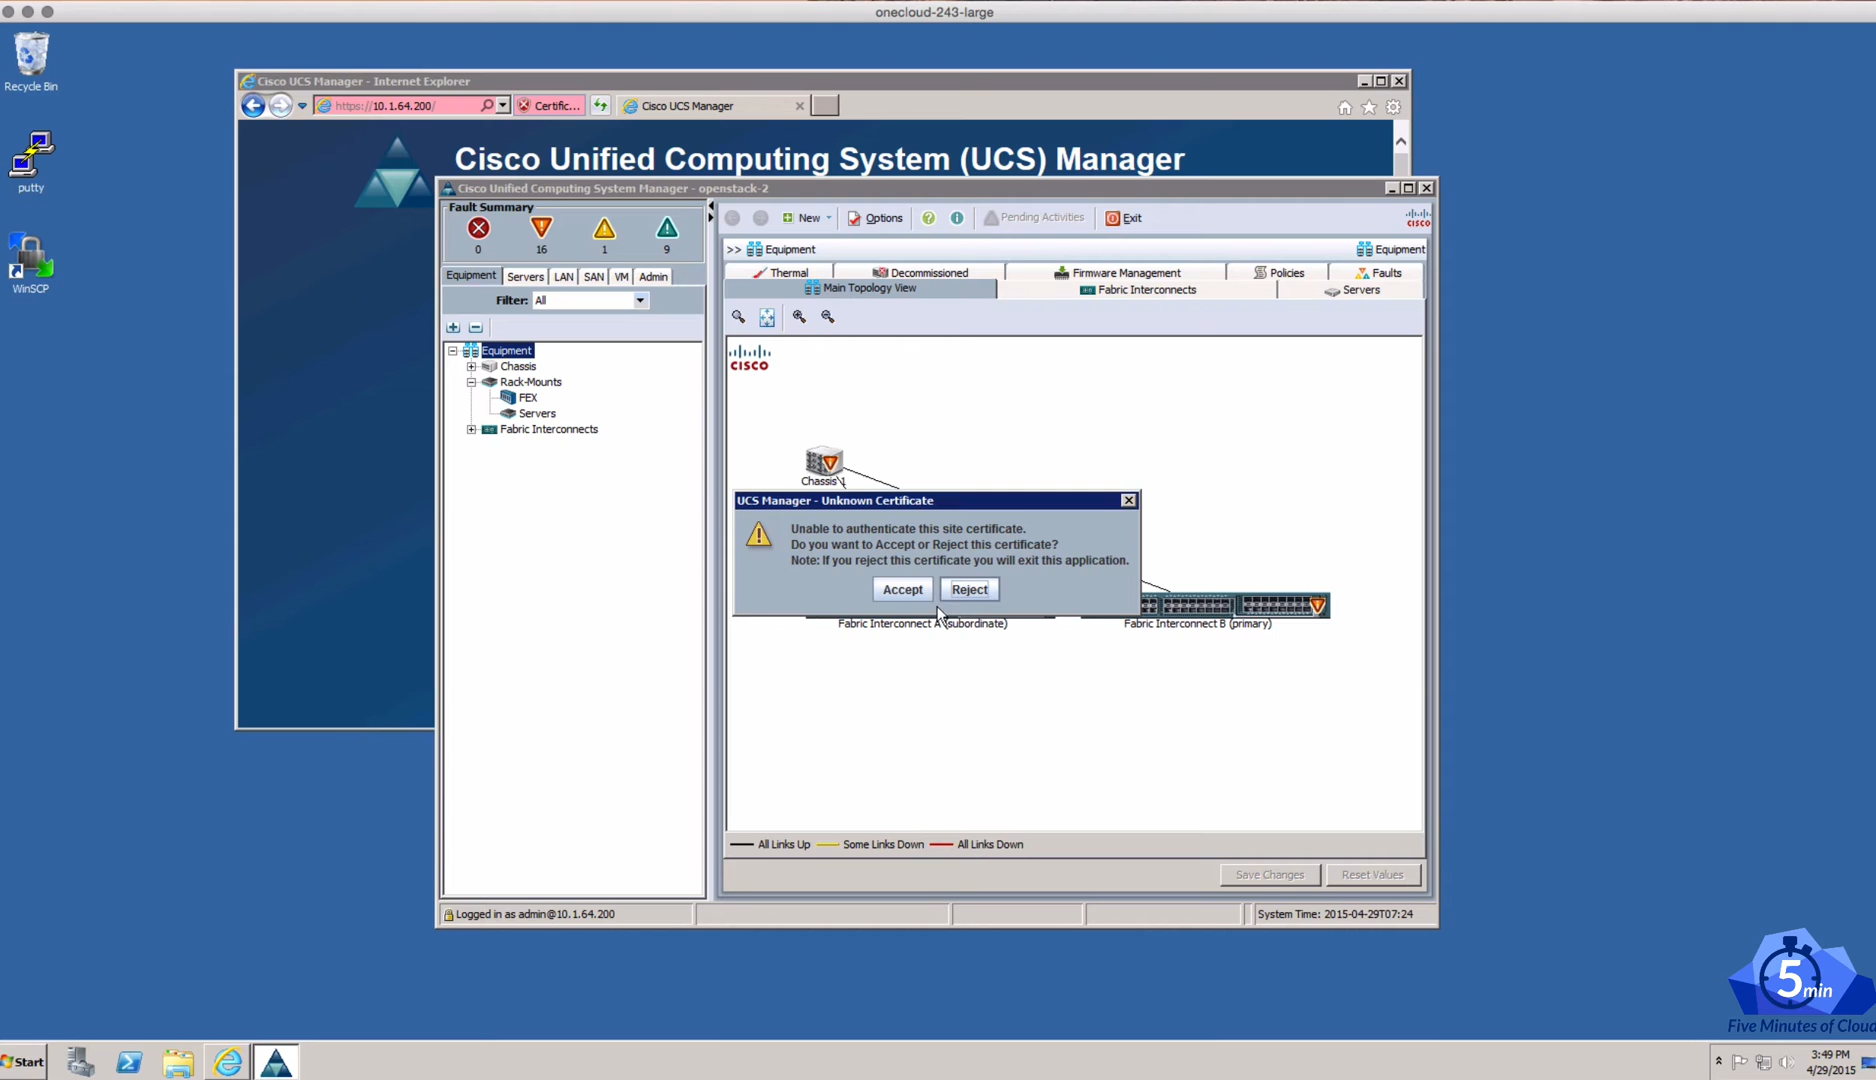 onecloud-243-large
Recycle Bin
putty
WinSCP
Cisco UCS Manager - Internet Explorer
https://10.1.64.200/
Certific...
Cisco UCS Manager
Cisco Unified Computing System (UCS) Manager
Cisco Unified Computing System Manager - openstack-2
Fault Summary
0 16 1 9
New
Options
Pending Activities
Exit
Equipment Servers LAN SAN VM Admin
Filter: All
>> Equipment
Equipment
Thermal Decommissioned Firmware Management Policies Faults
Main Topology View Fabric Interconnects Servers
Equipment
Chassis
Rack-Mounts
FEX
Servers
Fabric Interconnects
CISCO
Chassis 1
UCS Manager - Unknown Certificate
Unable to authenticate this site certificate.
Do you want to Accept or Reject this certificate?
Note: If you reject this certificate you will exit this application.
Accept Reject
Fabric Interconnect A (subordinate)
Fabric Interconnect B (primary)
All Links Up Some Links Down All Links Down
Save Changes Reset Values
Logged in as admin@10.1.64.200
System Time: 2015-04-29T07:24
5min
Five Minutes of Cloud
Start
3:49 PM
4/29/2015